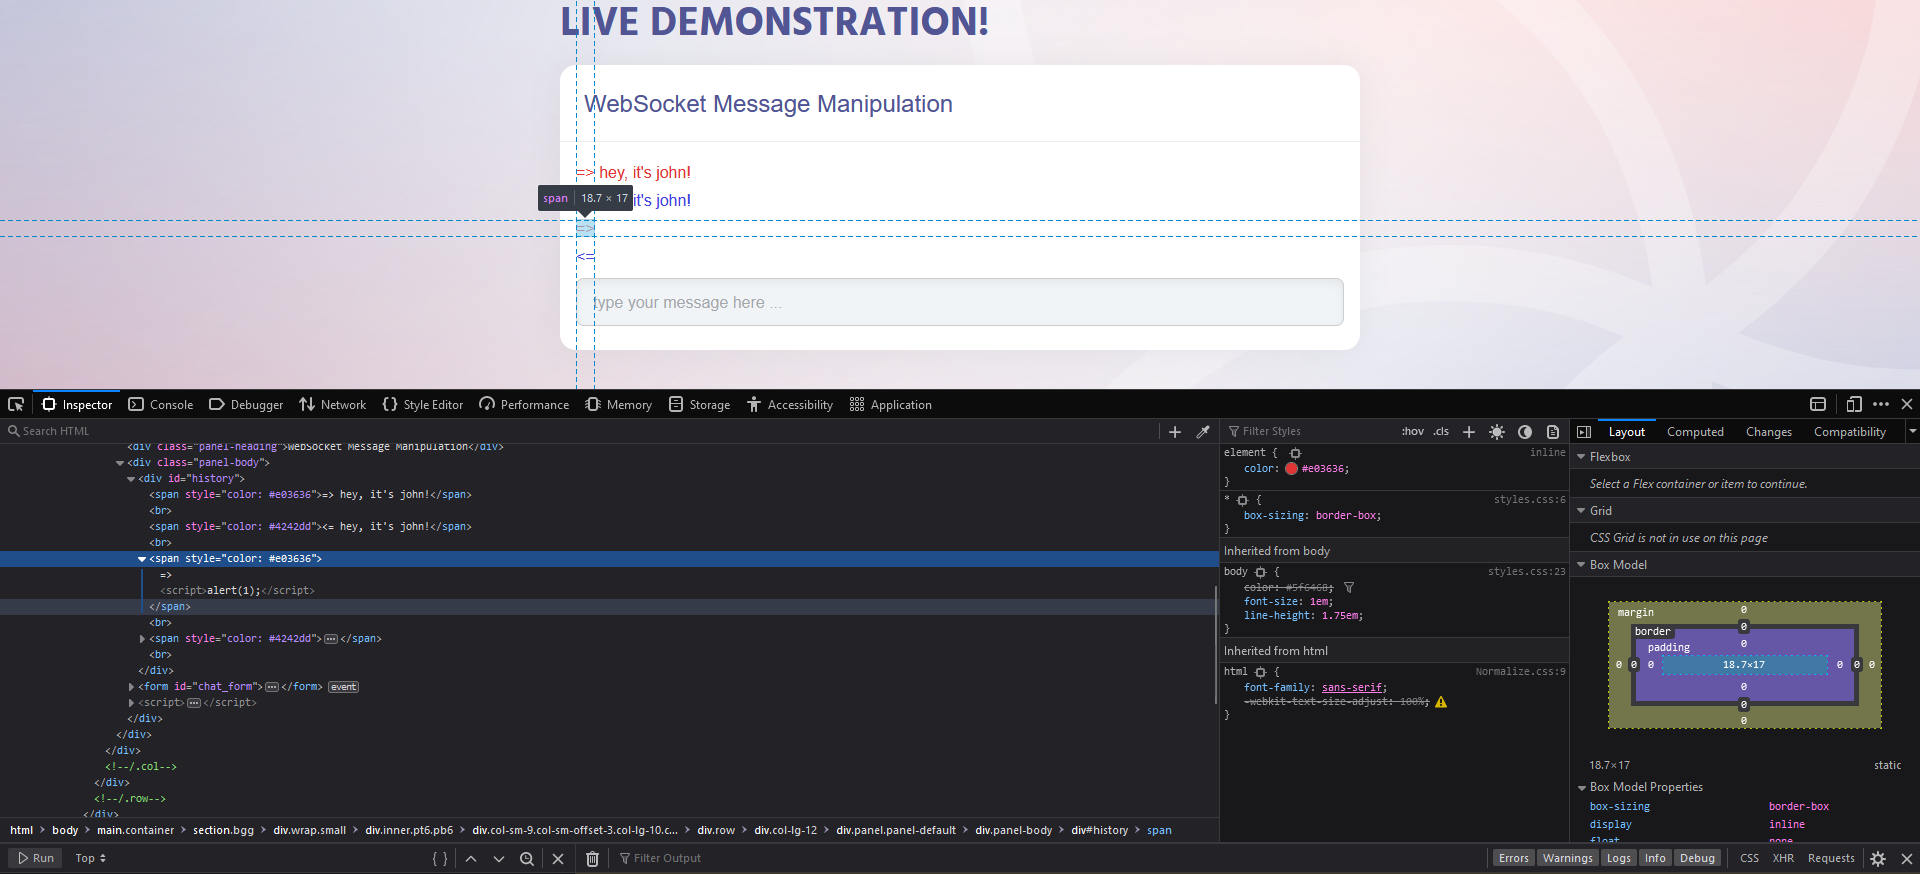 LIVE DEMONSTRATION!
WebSocket Message Manipulation
=> hey, it's john!
it's john!
span 18.7 × 17
=>
<=
type your message here ...
Inspector Console Debugger Network Style Editor Performance Memory Storage Accessibility Application
Search HTML
<div class="panel-heading">WebSocket Message Manipulation</div>
<div class="panel-body">
<div id="history">
<span style="color: #e03636">=> hey, it's john!</span>
<br>
<span style="color: #4242dd"><= hey, it's john!</span>
<br>
<span style="color: #e03636">
=>
<script>alert(1);</script>
</span>
<br>
<span style="color: #4242dd"></span>
<br>
</div>
<form id="chat_form"></form> event
<script></script>
</div>
</div>
</div>
<!--/.col-->
</div>
<!--/.row-->
</div>
html > body > main.container > section.bgg > div.wrap.small > div.inner.pt6.pb6 > div.col-sm-9.col-sm-offset-3.col-lg-10.c... > div.row > div.col-lg-12 > div.panel.panel-default > div.panel-body > div#history > span
Filter Styles :hov .cls
element { inline
color: #e03636;
}
* { styles.css:6
box-sizing: border-box;
}
Inherited from body
body { styles.css:23
color: #5f6468;
font-size: 1em;
line-height: 1.75em;
}
Inherited from html
html { Normalize.css:9
font-family: sans-serif;
-webkit-text-size-adjust: 100%;
}
Layout Computed Changes Compatibility
Flexbox
Select a Flex container or item to continue.
Grid
CSS Grid is not in use on this page
Box Model
margin 0
border 0
padding 0
0 0 0 18.7×17 0 0 0
0
0
0
18.7×17 static
Box Model Properties
box-sizing border-box
display inline
float none
Run Top { } Filter Output Errors Warnings Logs Info Debug CSS XHR Requests